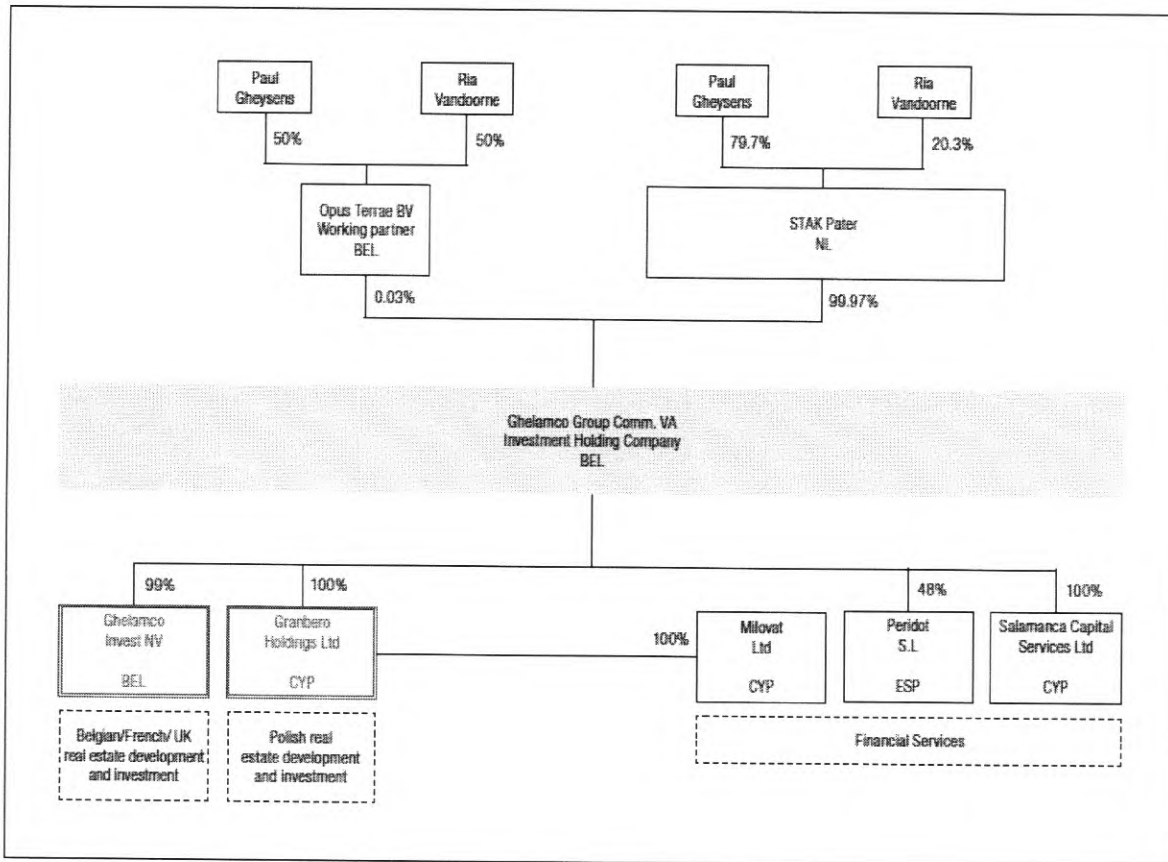 Paul
Gheysens
Ria
Vandoorne
Paul
Gheysens
Ria
Vandoorne
50%
50%
79.7%
20.3%
Opus Terrae BV
Working partner
BEL
STAK Pater
NL
0.03%
99.97%
Ghelamco Group Comm. VA
Investment Holding Company
BEL
99%
100%
48%
100%
Ghelamco
Invest NV
BEL
Granbero
Holdings Ltd
CYP
100%
Milovat
Ltd
CYP
Peridot
S.L
ESP
Salamanca Capital
Services Ltd
CYP
Belgian/French/ UK
real estate development
and investment
Polish real
estate development
and investment
Financial Services